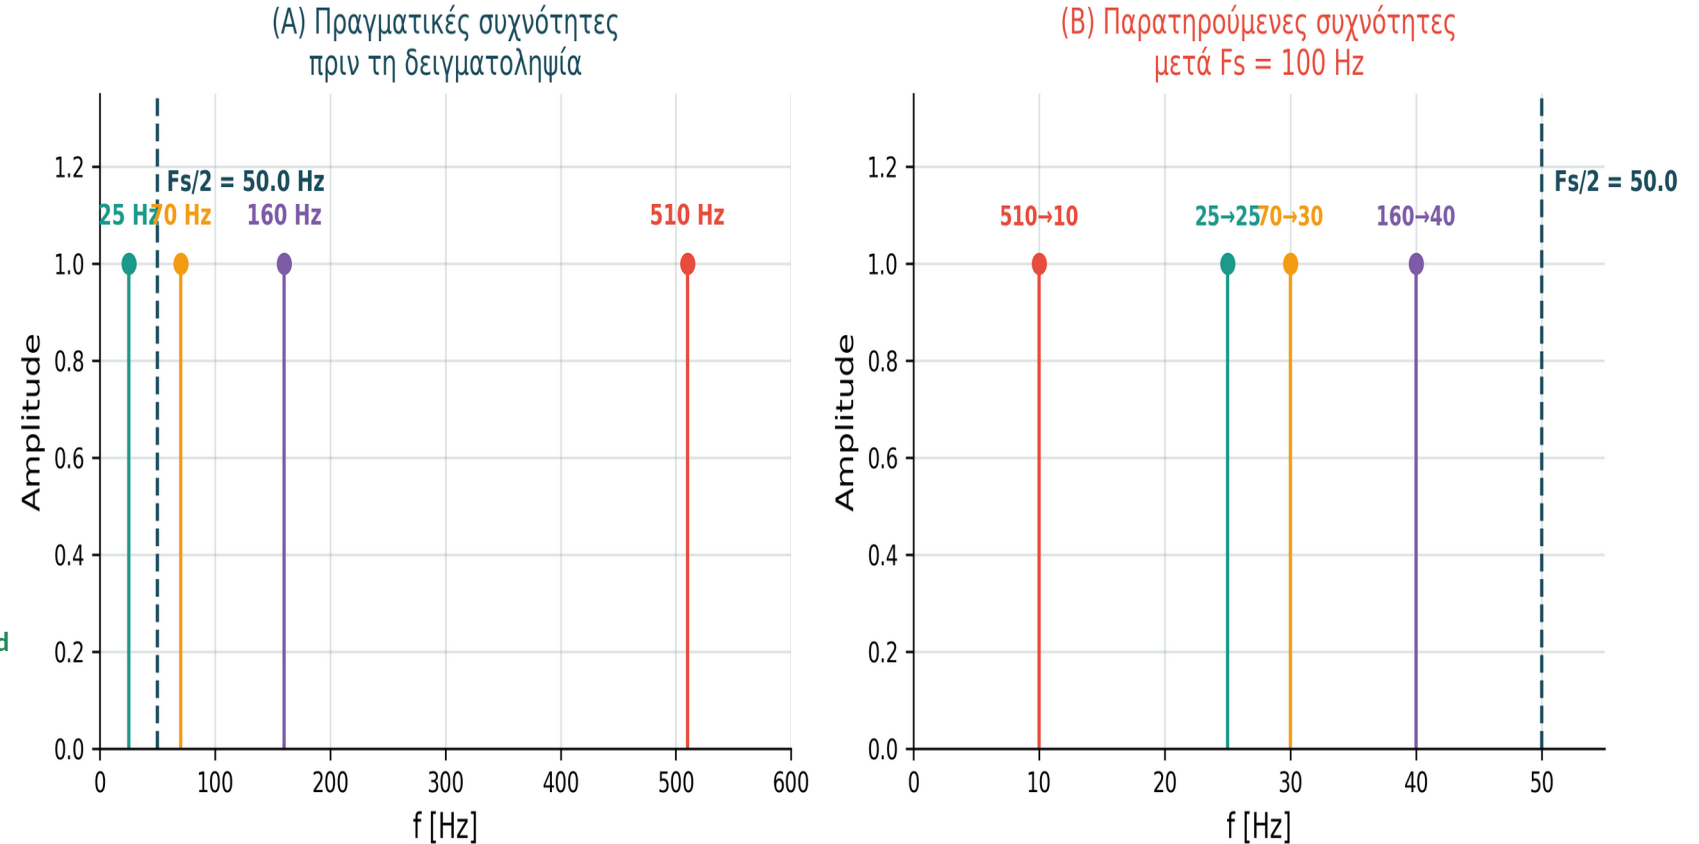 (A) Πραγματικές συχνότητες
πριν τη δειγματοληψία
Fs/2 = 50.0 Hz
25 Hz
70 Hz
160 Hz
510 Hz
1.2
1.0
0.8
0.6
0.4
0.2
0.0
Amplitude
0 100 200 300 400 500 600
f [Hz]
d
(B) Παρατηρούμενες συχνότητες
μετά Fs = 100 Hz
Fs/2 = 50.0
510→10
25→25
70→30
160→40
1.2
1.0
0.8
0.6
0.4
0.2
0.0
Amplitude
0 10 20 30 40 50
f [Hz]